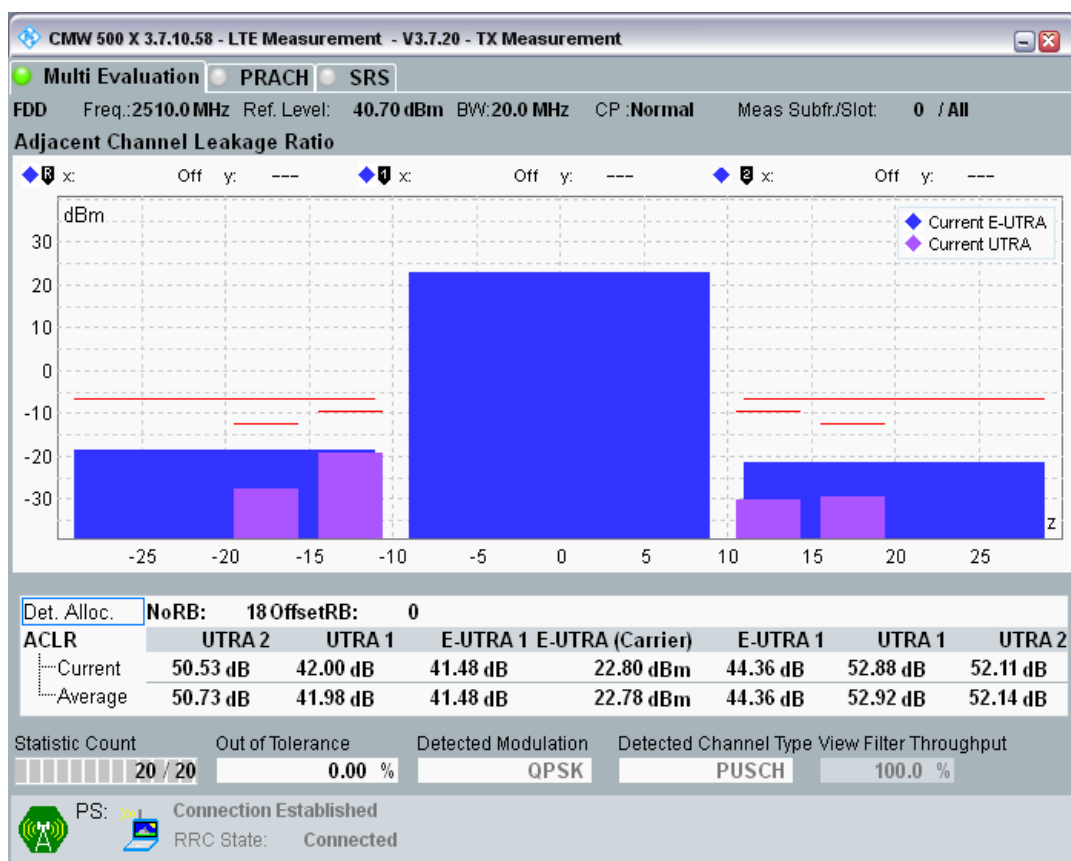 CMW 500 X 3.7.10.58 - LTE Measurement - V3.7.20 - TX Measurement
Multi Evaluation PRACH SRS
FDD Freq.:2510.0 MHz Ref. Level: 40.70 dBm BW:20.0 MHz CP :Normal Meas Subfr./Slot: 0 / All
Adjacent Channel Leakage Ratio
R x: Off y: --- 1 x: Off y: --- 2 x: Off y: ---
dBm
Current E-UTRA
Current UTRA
30
20
10
0
-10
-20
-30
z
-25 -20 -15 -10 -5 0 5 10 15 20 25
Det. Alloc. NoRB: 18 OffsetRB: 0
ACLR UTRA 2 UTRA 1 E-UTRA 1 E-UTRA (Carrier) E-UTRA 1 UTRA 1 UTRA 2
Current 50.53 dB 42.00 dB 41.48 dB 22.80 dBm 44.36 dB 52.88 dB 52.11 dB
Average 50.73 dB 41.98 dB 41.48 dB 22.78 dBm 44.36 dB 52.92 dB 52.14 dB
Statistic Count Out of Tolerance Detected Modulation Detected Channel Type View Filter Throughput
20 / 20 0.00 % QPSK PUSCH 100.0 %
PS: Connection Established
RRC State: Connected